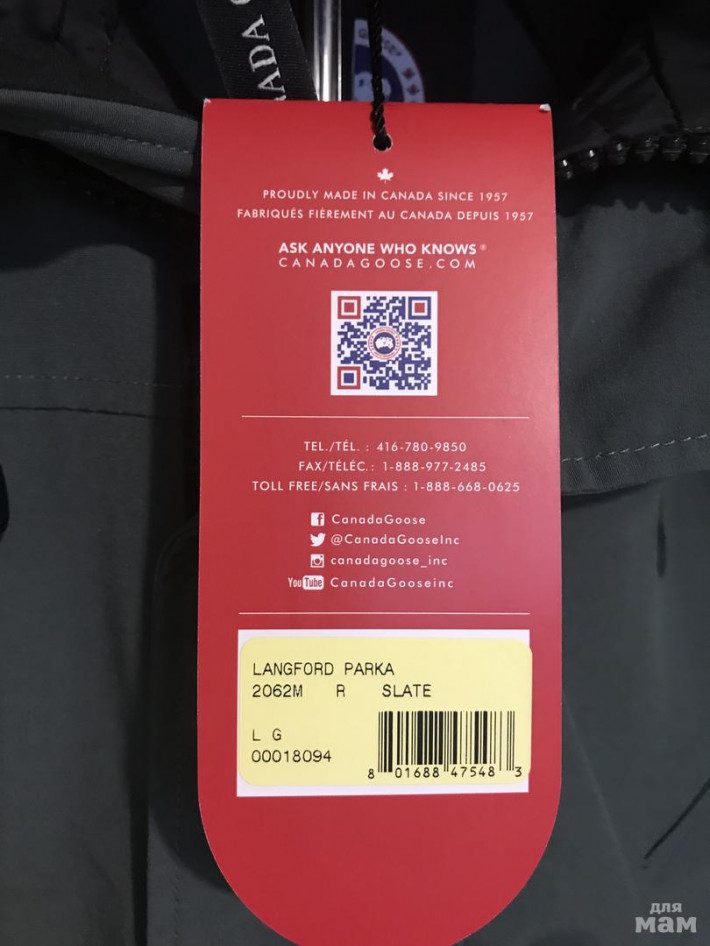 ADA
GOOSE
PROUDLY MADE IN CANADA SINCE 1957
FABRIQUÉS FIÈREMENT AU CANADA DEPUIS 1957
ASK ANYONE WHO KNOWS®
CANADAGOOSE.COM
TEL./TÉL. : 416-780-9850
FAX/TÉLÉC. : 1-888-977-2485
TOLL FREE/SANS FRAIS : 1-888-668-0625
CanadaGoose
@CanadaGooseInc
canadagoose_inc
YouTube CanadaGooseinc
LANGFORD PARKA
2062M R SLATE
L G
00018094
8 01688 47548 3
для
мам